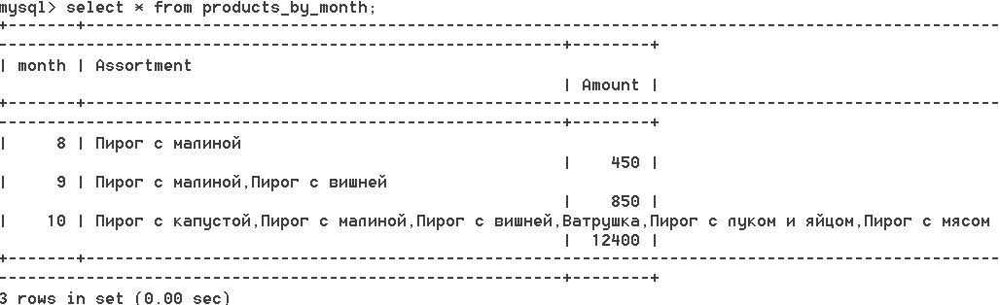 mysql> select * from products_by_month;
+-------+---------------------------------------------------------------------------------------------
----------------------------------------------------------+--------+
| month | Assortment
| Amount |
+-------+---------------------------------------------------------------------------------------------
----------------------------------------------------------+--------+
| 8 | Пирог с малиной
| 450 |
| 9 | Пирог с малиной,Пирог с вишней
| 850 |
| 10 | Пирог с капустой,Пирог с малиной,Пирог с вишней,Ватрушка,Пирог с луком и яйцом,Пирог с мясом
| 12400 |
+-------+---------------------------------------------------------------------------------------------
----------------------------------------------------------+--------+
3 rows in set (0.00 sec)